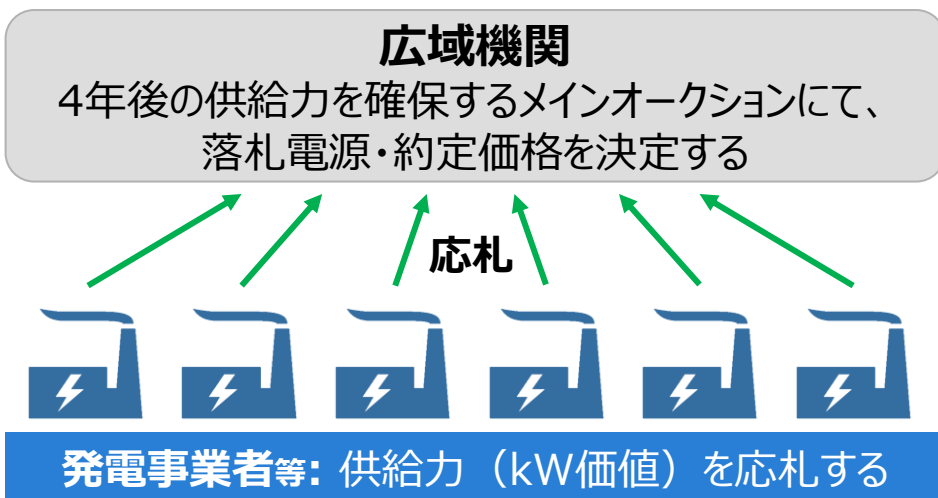 広域機関
4年後の供給力を確保するメインオークションにて、
落札電源・約定価格を決定する
応札
発電事業者等: 供給力（kW価値）を応札する